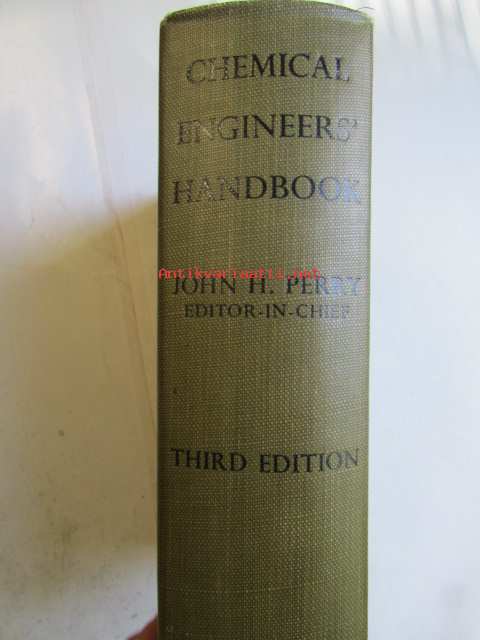 CHEMICAL
ENGINEERS'
HANDBOOK
Antikvariaatti.net
JOHN H. PERRY
EDITOR-IN-CHIEF
THIRD EDITION